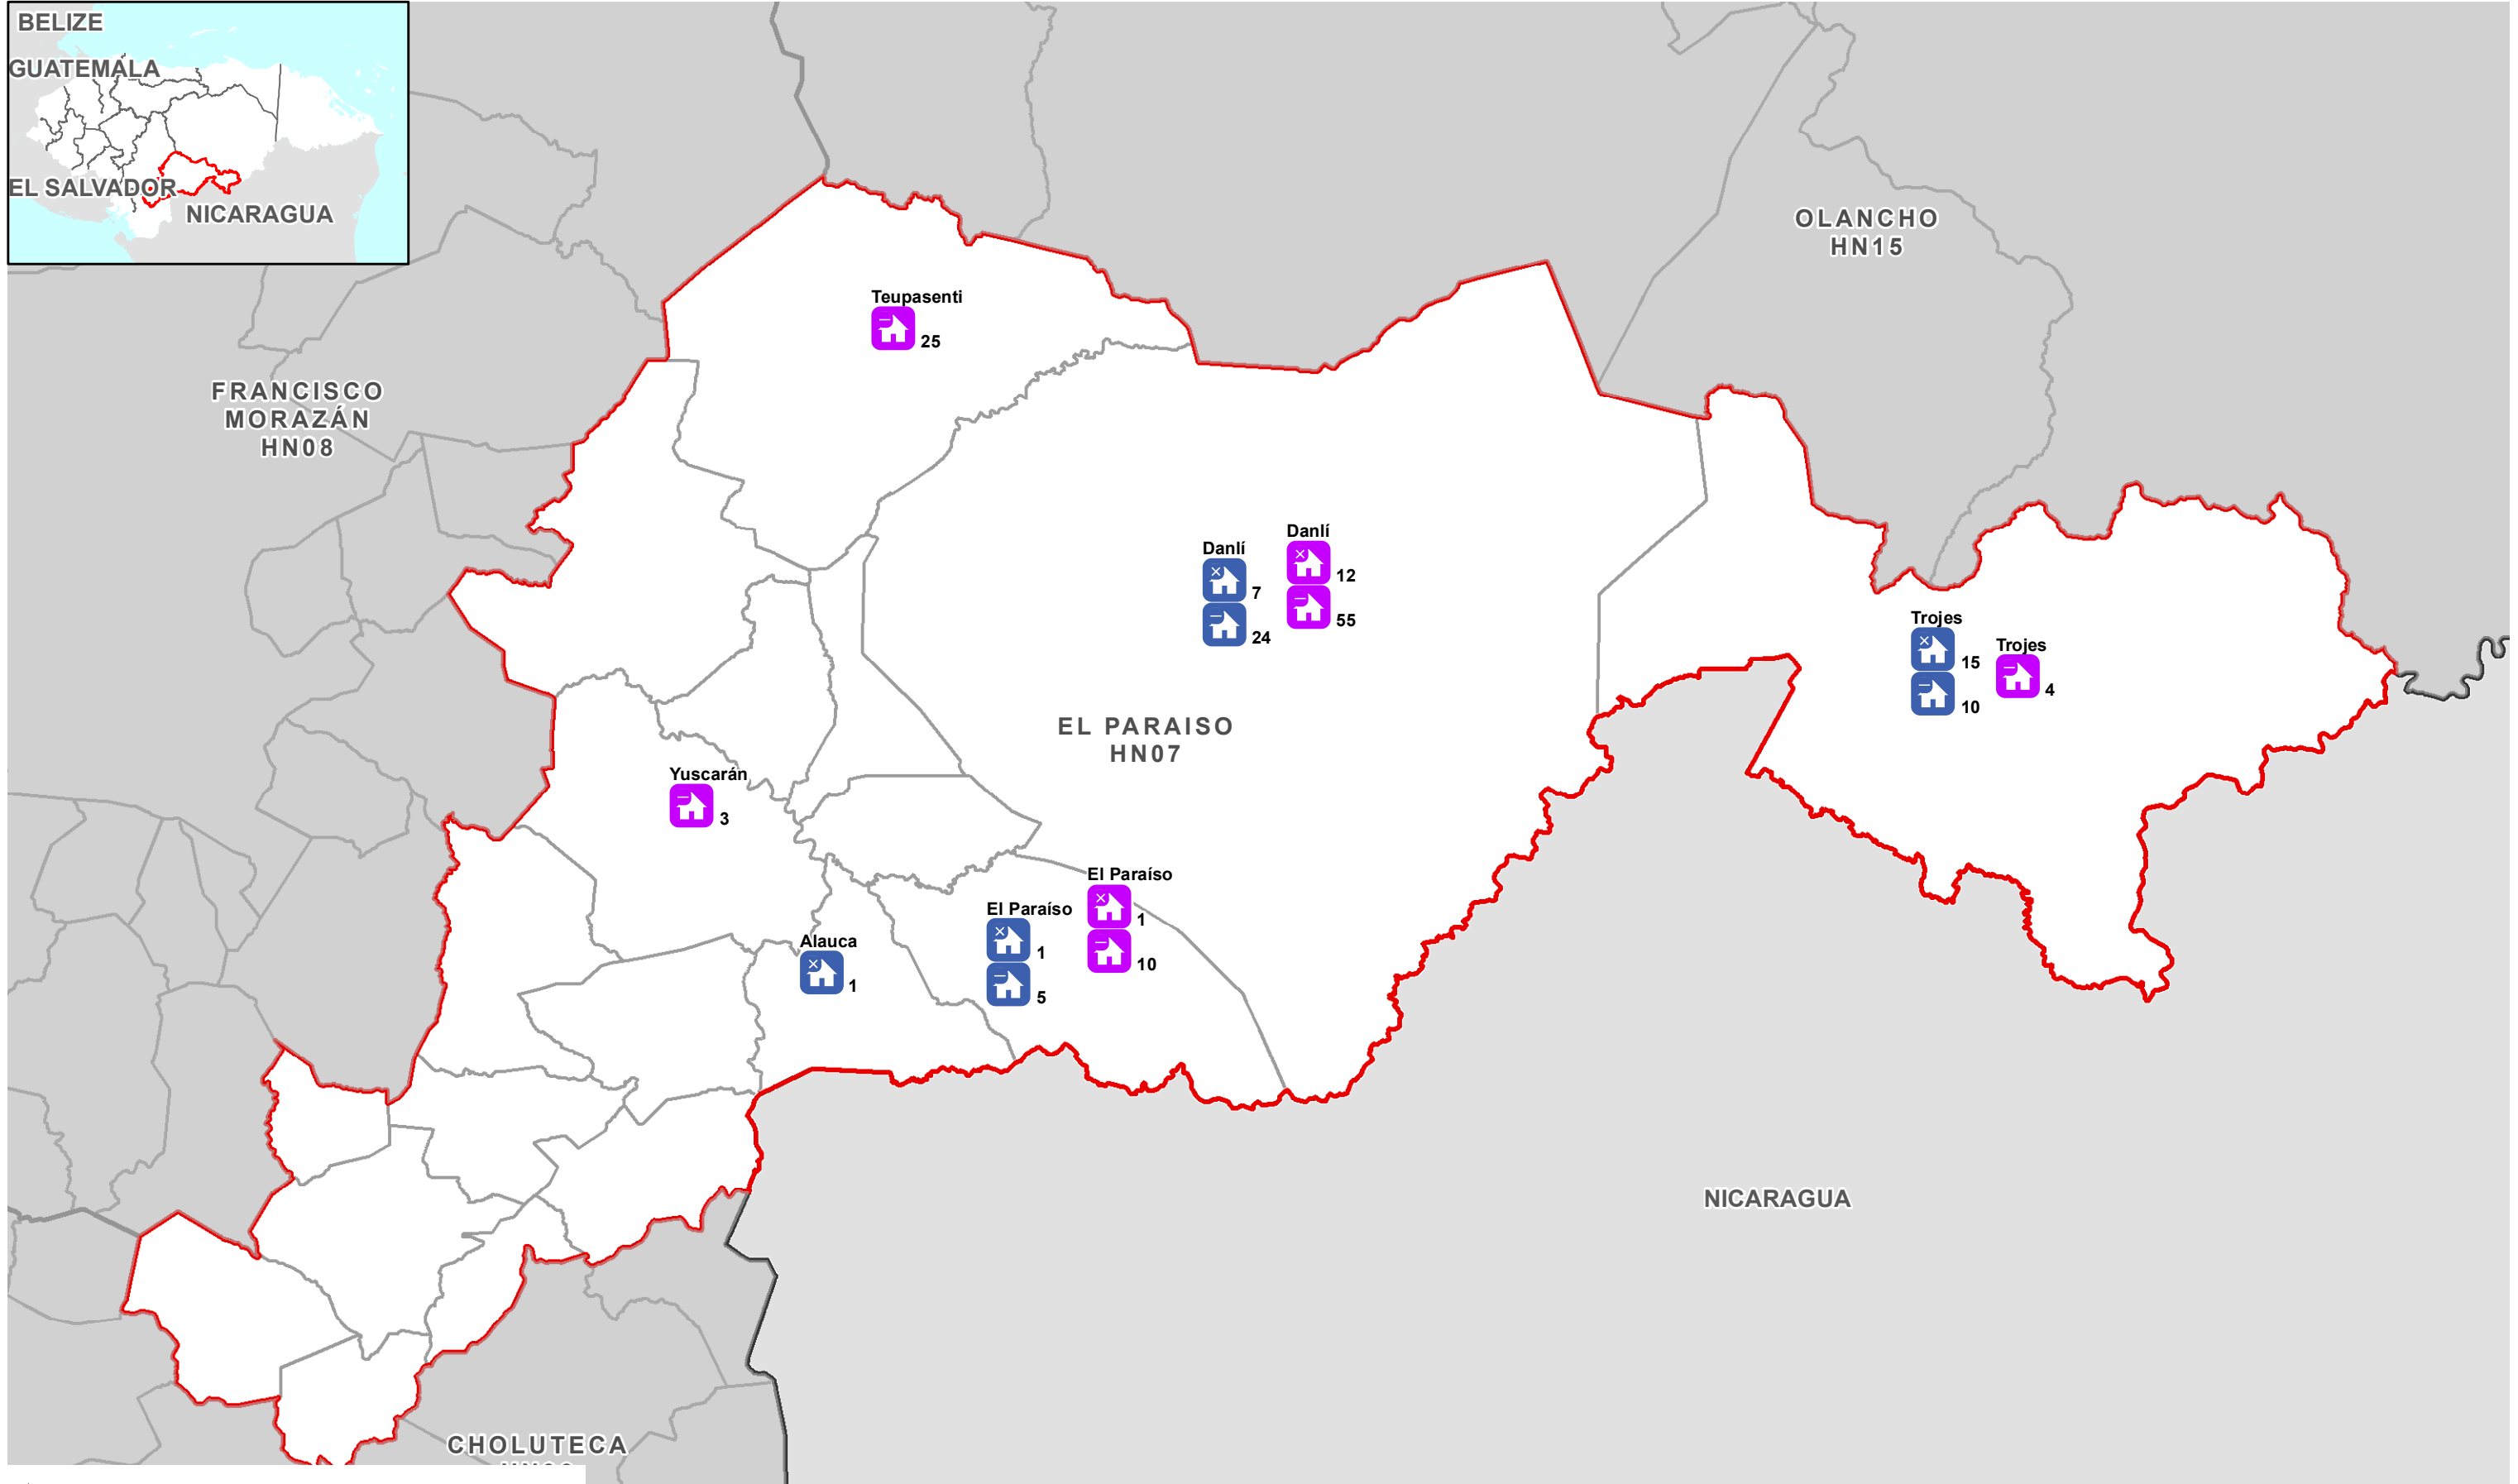 BELIZE
GUATEMALA
EL SALVADOR
NICARAGUA
OLANCHO
HN15
Teupasenti
25
FRANCISCO
MORAZÁN
HN08
Danlí
12
55
Danlí
7
24
Trojes
15
10
Trojes
4
EL PARAISO
HN07
Yuscarán
3
El Paraíso
1
10
El Paraíso
1
5
Alauca
1
NICARAGUA
CHOLUTECA